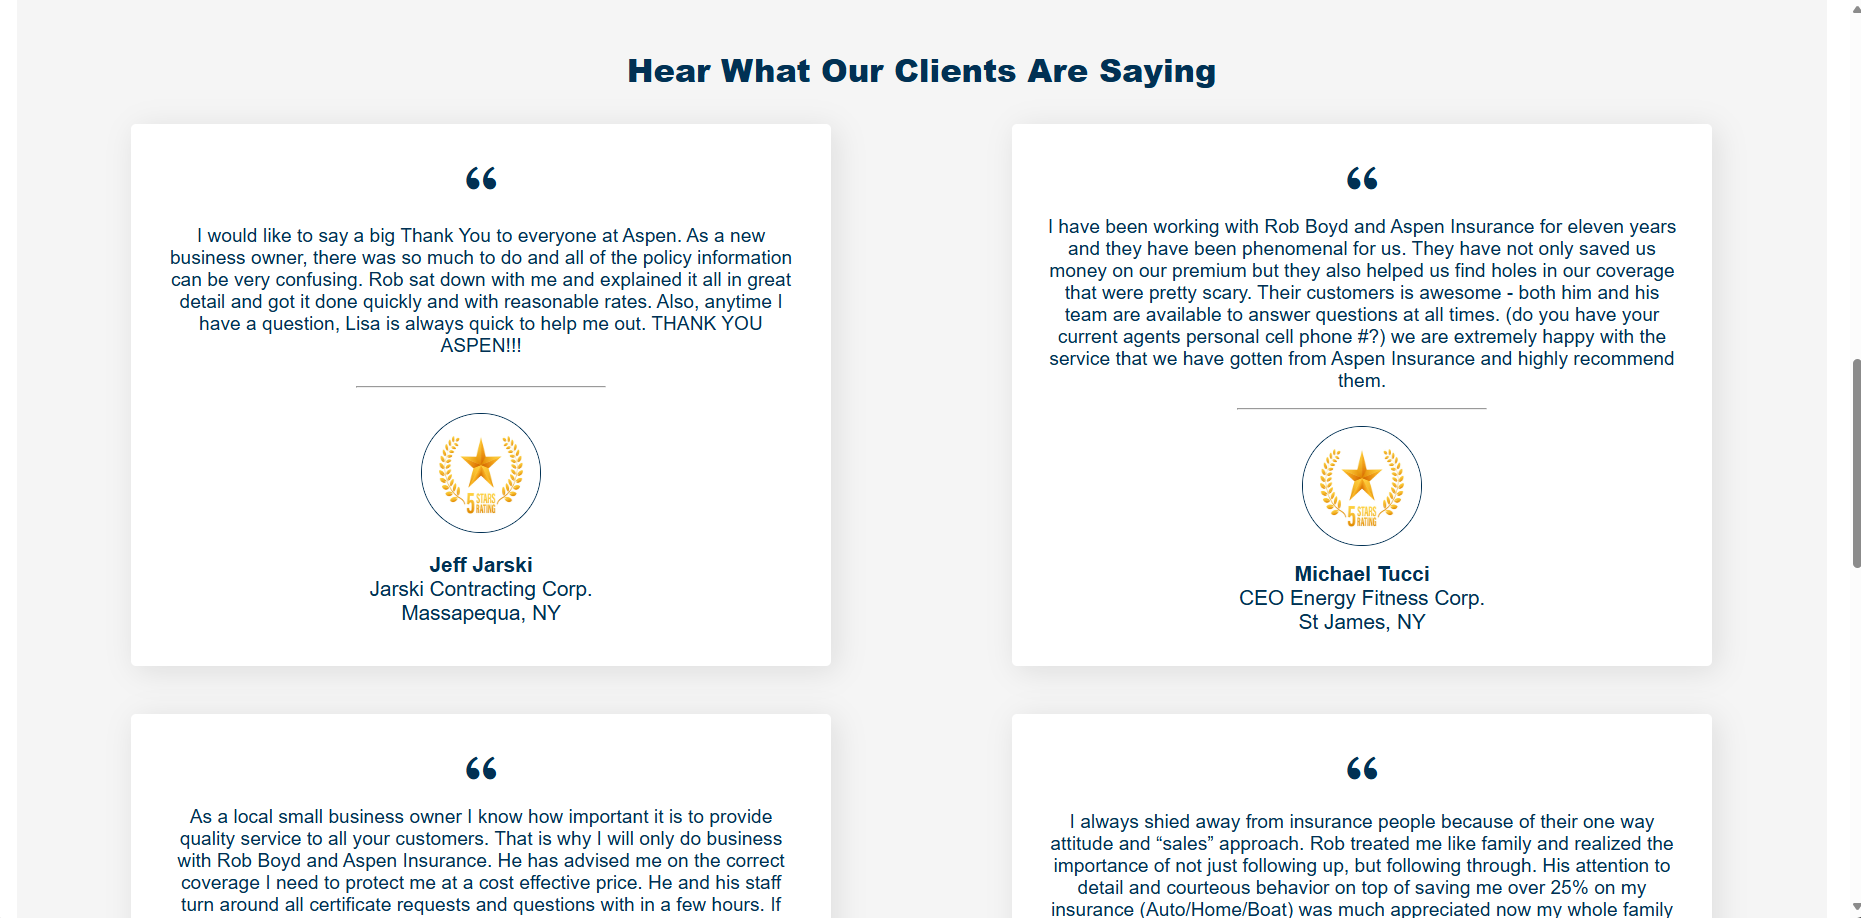 Hear What Our Clients Are Saying
“
I would like to say a big Thank You to everyone at Aspen. As a new
business owner, there was so much to do and all of the policy information
can be very confusing. Rob sat down with me and explained it all in great
detail and got it done quickly and with reasonable rates. Also, anytime I
have a question, Lisa is always quick to help me out. THANK YOU
ASPEN!!!
5 STARS
RATING
Jeff Jarski
Jarski Contracting Corp.
Massapequa, NY
“
I have been working with Rob Boyd and Aspen Insurance for eleven years
and they have been phenomenal for us. They have not only saved us
money on our premium but they also helped us find holes in our coverage
that were pretty scary. Their customers is awesome - both him and his
team are available to answer questions at all times. (do you have your
current agents personal cell phone #?) we are extremely happy with the
service that we have gotten from Aspen Insurance and highly recommend
them.
5 STARS
RATING
Michael Tucci
CEO Energy Fitness Corp.
St James, NY
“
As a local small business owner I know how important it is to provide
quality service to all your customers. That is why I will only do business
with Rob Boyd and Aspen Insurance. He has advised me on the correct
coverage I need to protect me at a cost effective price. He and his staff
turn around all certificate requests and questions with in a few hours. If
“
I always shied away from insurance people because of their one way
attitude and “sales” approach. Rob treated me like family and realized the
importance of not just following up, but following through. His attention to
detail and courteous behavior on top of saving me over 25% on my
insurance (Auto/Home/Boat) was much appreciated now my whole family